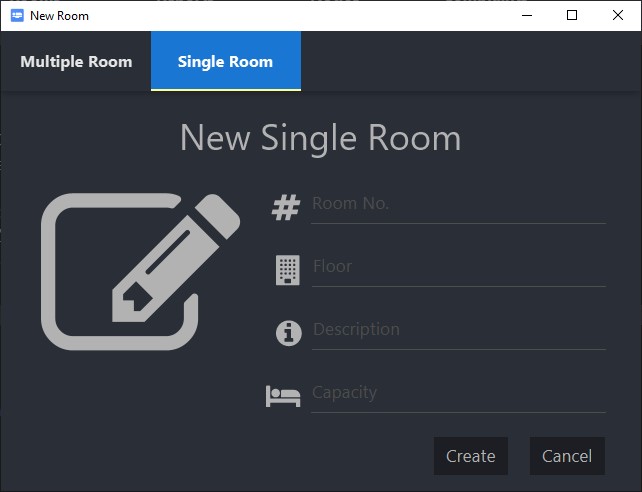 New Room
Multiple Room
Single Room
New Single Room
# Room No.
Floor
Description
Capacity
Create
Cancel